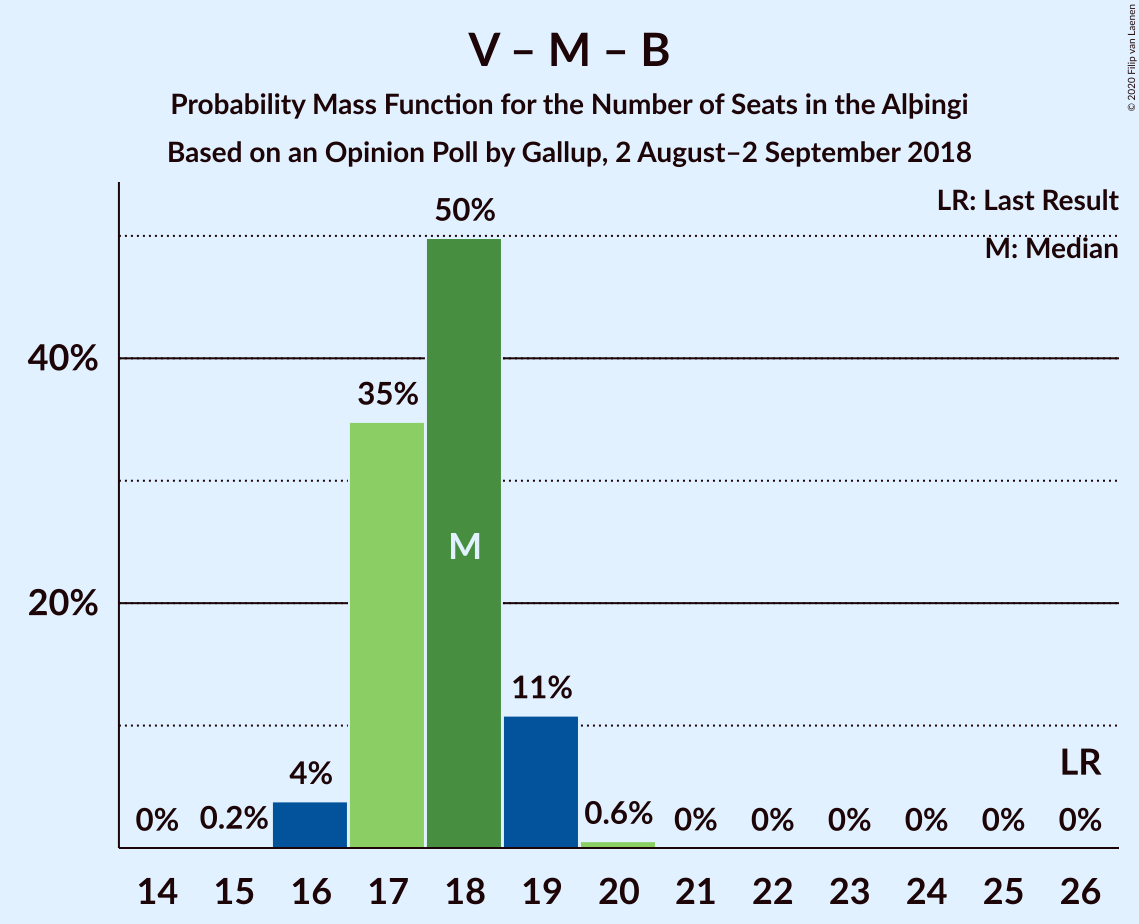 V – M – B
Probability Mass Function for the Number of Seats in the Alþingi
Based on an Opinion Poll by Gallup, 2 August–2 September 2018
© 2020 Filip van Laenen
LR: Last Result
M: Median
50%
40%
35%
M
20%
11%
LR
4%
0%
0.2%
0.6%
0%
0%
0%
0%
0%
0%
14 15 16 17 18 19 20 21 22 23 24 25 26